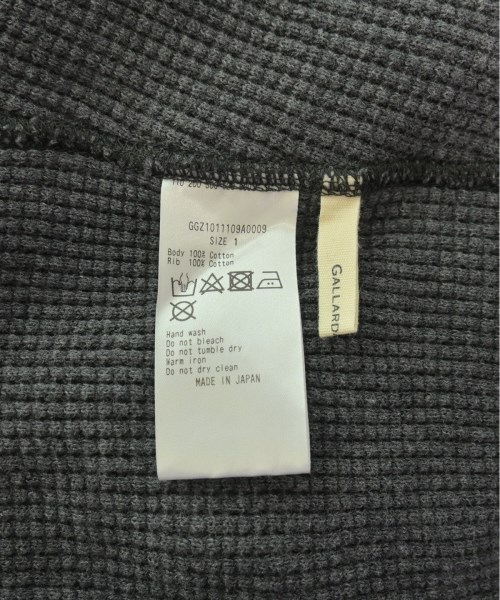 GGZ1011109A0009
SIZE 1
Body 100% Cotton
Rib 100% Cotton
Hand wash
Do not bleach
Do not tumble dry
Warm iron
Do not dry clean
MADE IN JAPAN
GALLARD